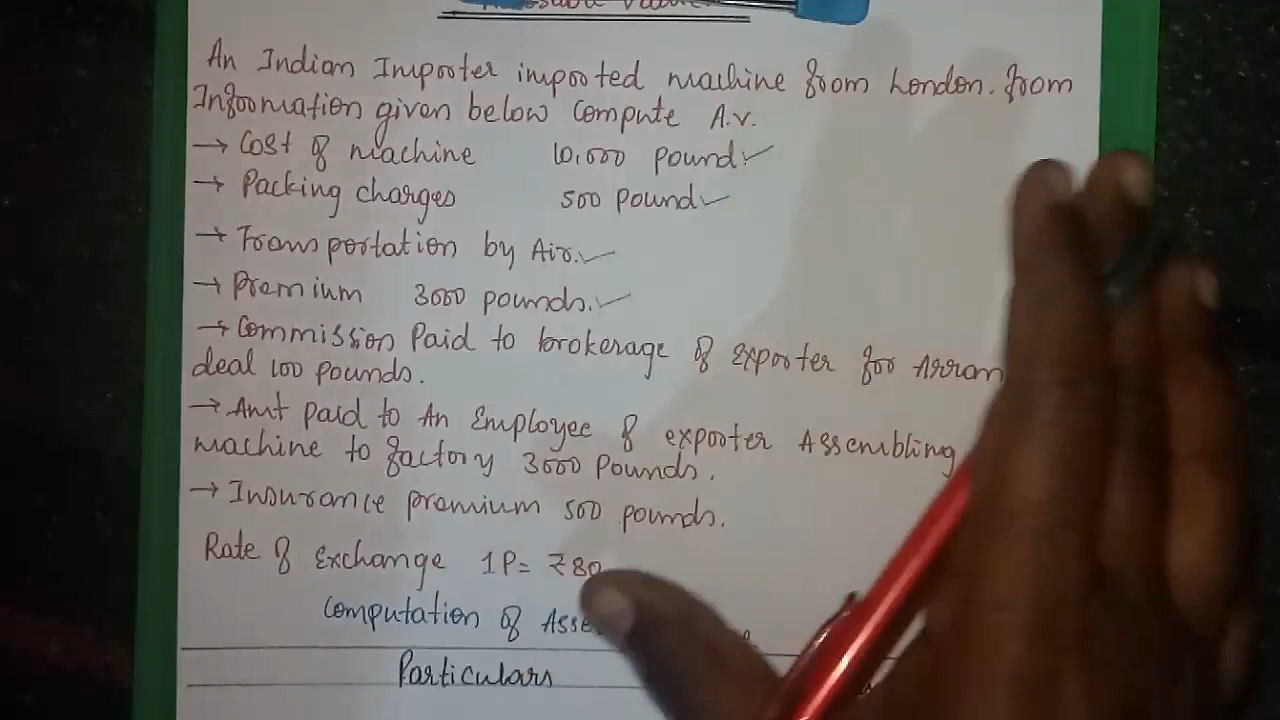 An Indian Importer imported machine from London. from
Information given below compute A.V.
→ Cost of machine 10,000 pound ✓
→ Packing charges 500 pound ✓
→ Transportation by Air. ✓
→ Premium 3000 pounds. ✓
→ Commission Paid to brokerage of exporter for
deal 100 pounds.
→ Amt paid to An Employee of exporter Assembling
machine to factory 3000 Pounds.
→ Insurance premium 500 pounds.
Rate of Exchange 1P= ₹80
Computation of
Particulars